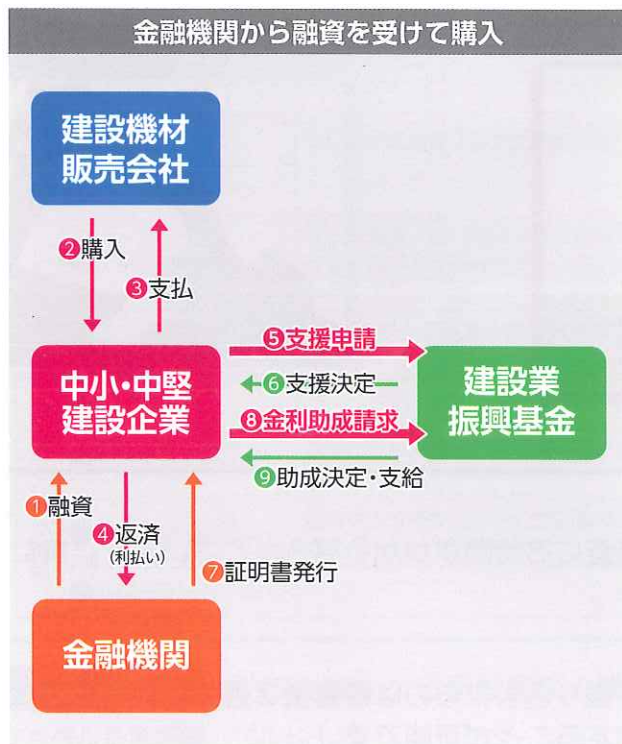 金融機関から融資を受けて購入
建設機材
販売会社
❷購入
❸支払
中小・中堅
建設企業
❺支援申請
❻支援決定
❽金利助成請求
❾助成決定・支給
建設業
振興基金
❶融資
❹返済
(利払い)
❼証明書発行
金融機関